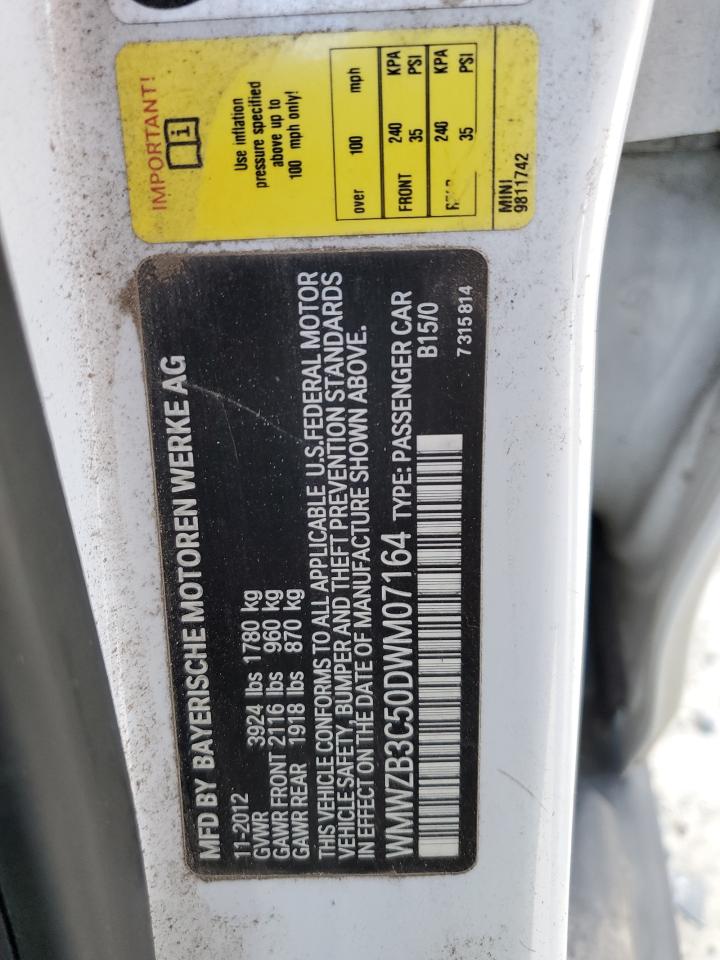 IMPORTANT!
i
Use inflation
pressure specified
above up to
100 mph only!
over 100 mph
FRONT 240 KPA
35 PSI
240 KPA
35 PSI
MINI
9811742
MFD BY BAYERISCHE MOTOREN WERKE AG
11-2012
GVWR 3924 lbs 1780 kg
GAWR FRONT 2116 lbs 960 kg
GAWR REAR 1918 lbs 870 kg
THIS VEHICLE CONFORMS TO ALL APPLICABLE U.S.FEDERAL MOTOR
VEHICLE SAFETY, BUMPER AND THEFT PREVENTION STANDARDS
IN EFFECT ON THE DATE OF MANUFACTURE SHOWN ABOVE.
WMWZB3C50DWM07164 TYPE: PASSENGER CAR
B15/0
7315814